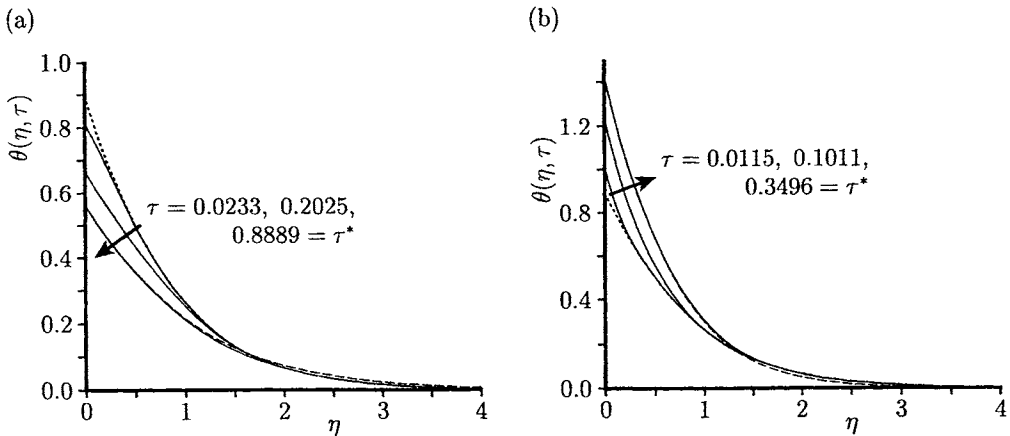 (a)
(b)
1.0
0.8
0.6
0.4
0.2
0.0
θ(η, τ)
τ = 0.0233, 0.2025,
0.8889 = τ*
0 1 2 3 4
η
1.2
0.8
0.4
0.0
θ(η, τ)
τ = 0.0115, 0.1011,
0.3496 = τ*
0 1 2 3 4
η